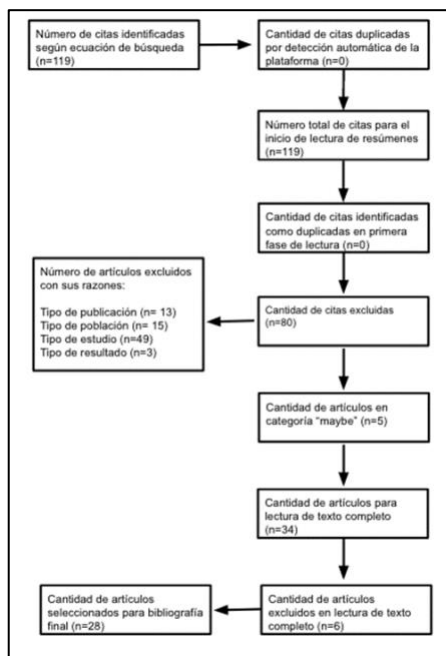 Número de citas identificadas
según ecuación de búsqueda
(n=119)
Cantidad de citas duplicadas
por detección automática de la
plataforma (n=0)
Número total de citas para el
inicio de lectura de resúmenes
(n=119)
Cantidad de citas identificadas
como duplicadas en primera
fase de lectura (n=0)
Número de artículos excluidos
con sus razones:
Tipo de publicación (n= 13)
Tipo de población (n= 15)
Tipo de estudio (n=49)
Tipo de resultado (n=3)
Cantidad de citas excluidas
(n=80)
Cantidad de artículos en
categoría "maybe" (n=5)
Cantidad de artículos para
lectura de texto completo
(n=34)
Cantidad de artículos
excluidos en lectura de texto
completo (n=6)
Cantidad de artículos
seleccionados para bibliografía
final (n=28)